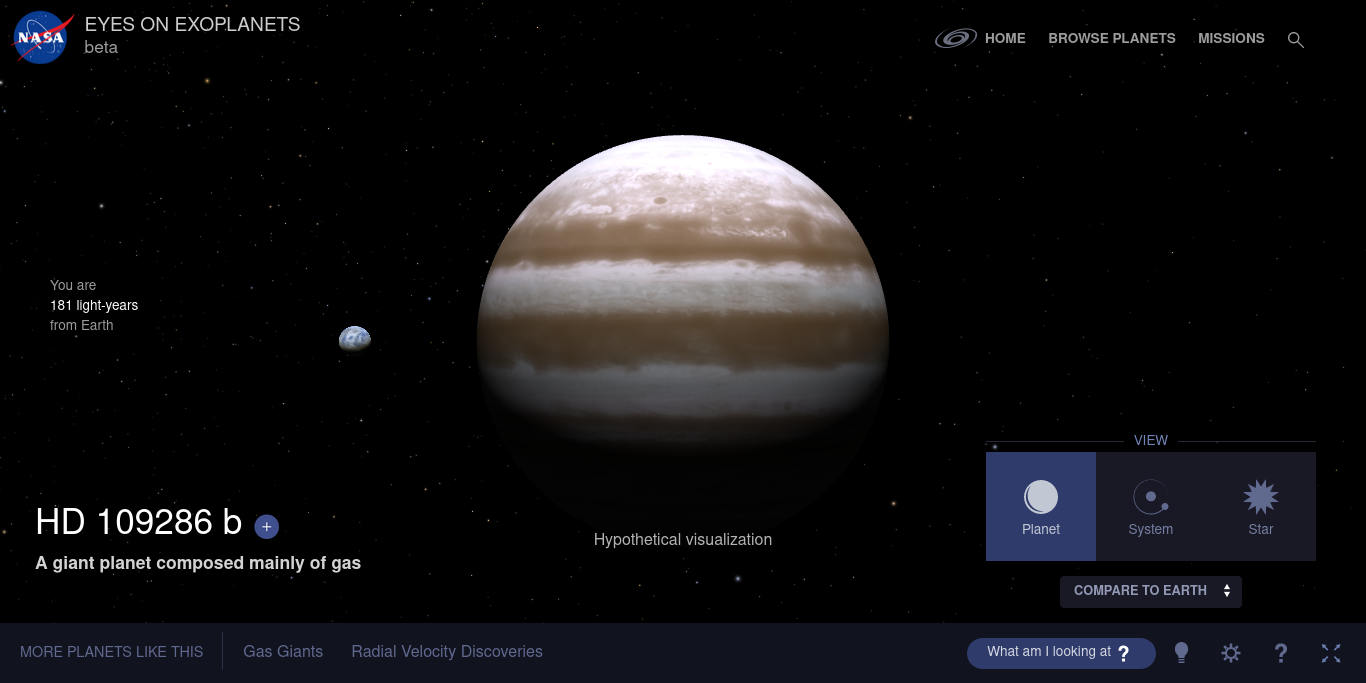 NASA
EYES ON EXOPLANETS
beta
HOME
BROWSE PLANETS
MISSIONS
You are
181 light-years
from Earth
VIEW
Planet
System
Star
HD 109286 b +
A giant planet composed mainly of gas
Hypothetical visualization
COMPARE TO EARTH
MORE PLANETS LIKE THIS
Gas Giants
Radial Velocity Discoveries
What am I looking at ?
?